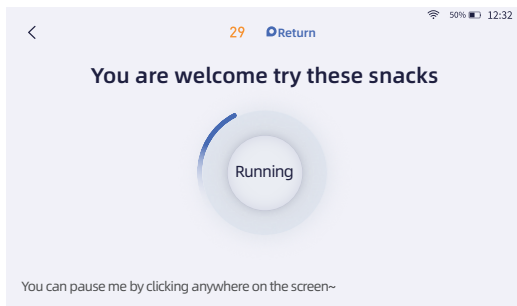 50% 12:32
29 Return
You are welcome try these snacks
Running
You can pause me by clicking anywhere on the screen~